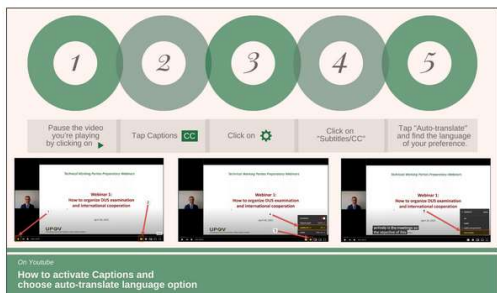 1 2 3 4 5
Pause the video
you're playing
by clicking on
Tap Captions CC
Click on
Click on
"Subtitles/CC"
Tap "Auto-translate"
and find the language
of your preference.
Webinar 1:
How to organize DUS examination
and international cooperation
UPOV
Webinar 1:
How to organize DUS examination
and international cooperation
UPOV
Webinar 1:
How to organize DUS examination
and international cooperation
On Youtube
How to activate Captions and
choose auto-translate language option